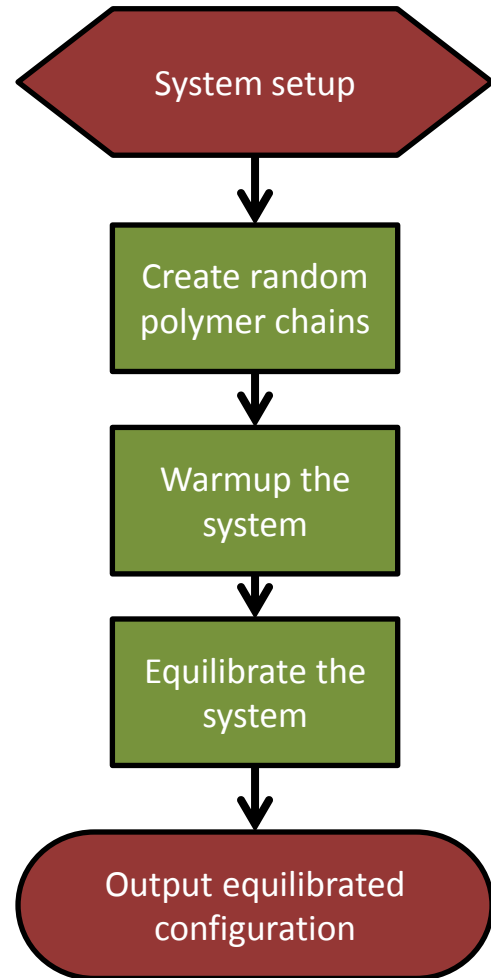 System setup
Create random
polymer chains
Warmup the
system
Equilibrate the
system
Output equilibrated
configuration